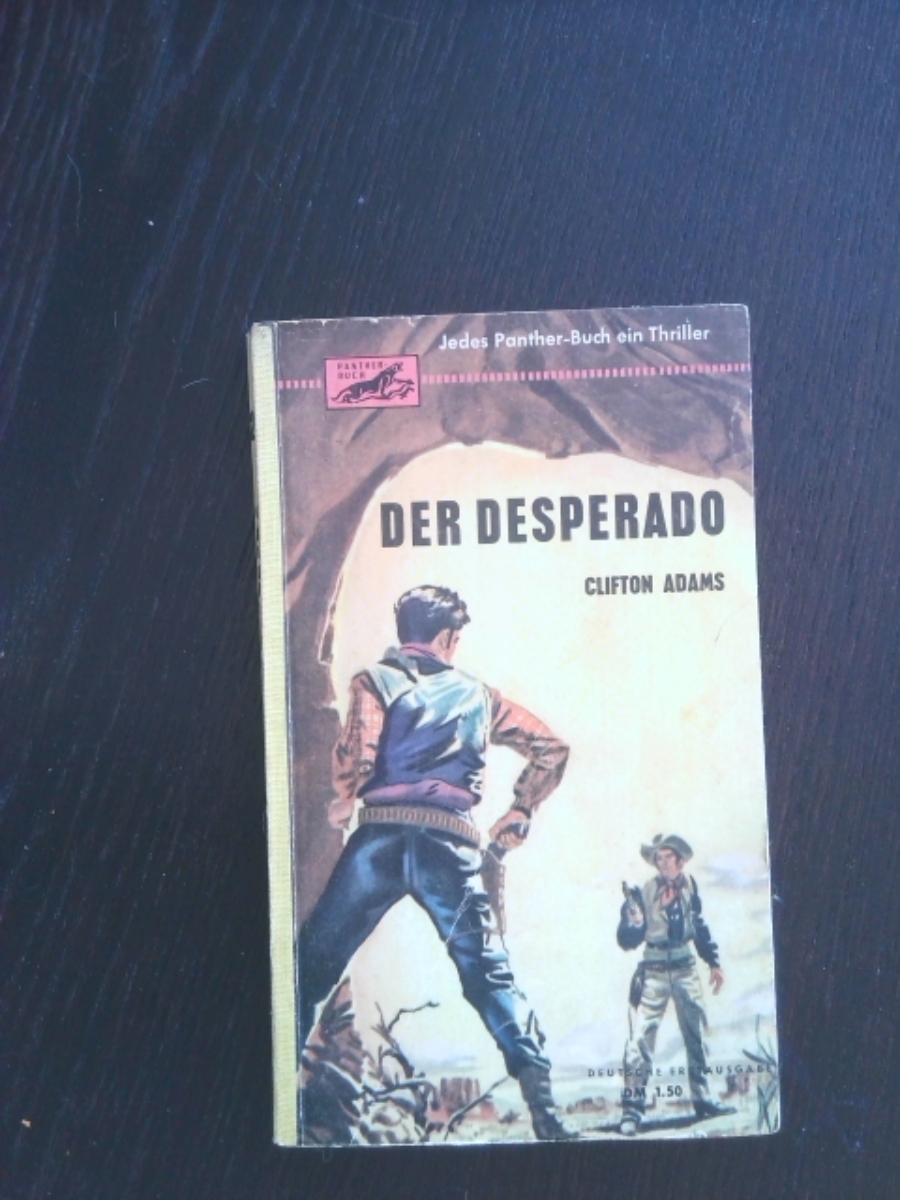 Jedes Panther-Buch ein Thriller
PANTHER-
BUCH
DER DESPERADO
CLIFTON ADAMS
DEUTSCHE ERSTAUSGABE
DM 1.50